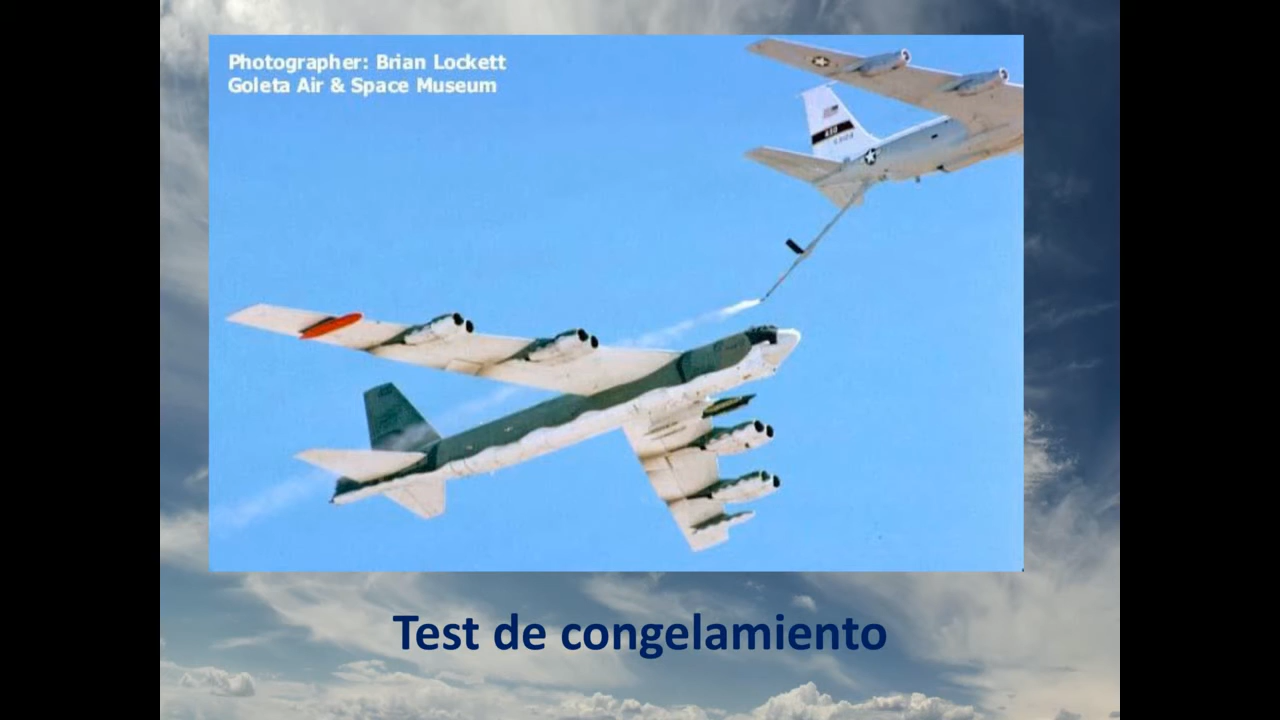 Photographer: Brian Lockett
Goleta Air & Space Museum
Test de congelamiento